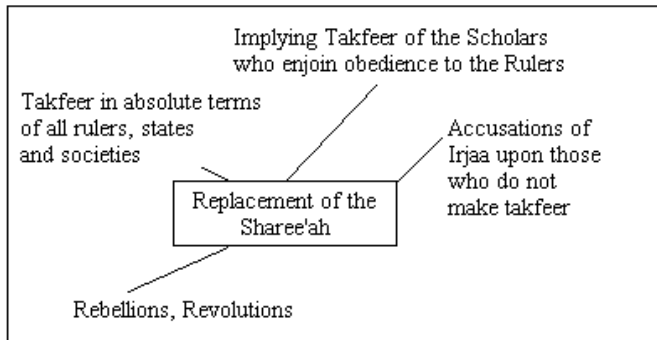 Implying Takfeer of the Scholars
who enjoin obedience to the Rulers
Takfeer in absolute terms
of all rulers, states
and societies
Accusations of
Irjaa upon those
who do not
make takfeer
Replacement of the
Sharee'ah
Rebellions, Revolutions